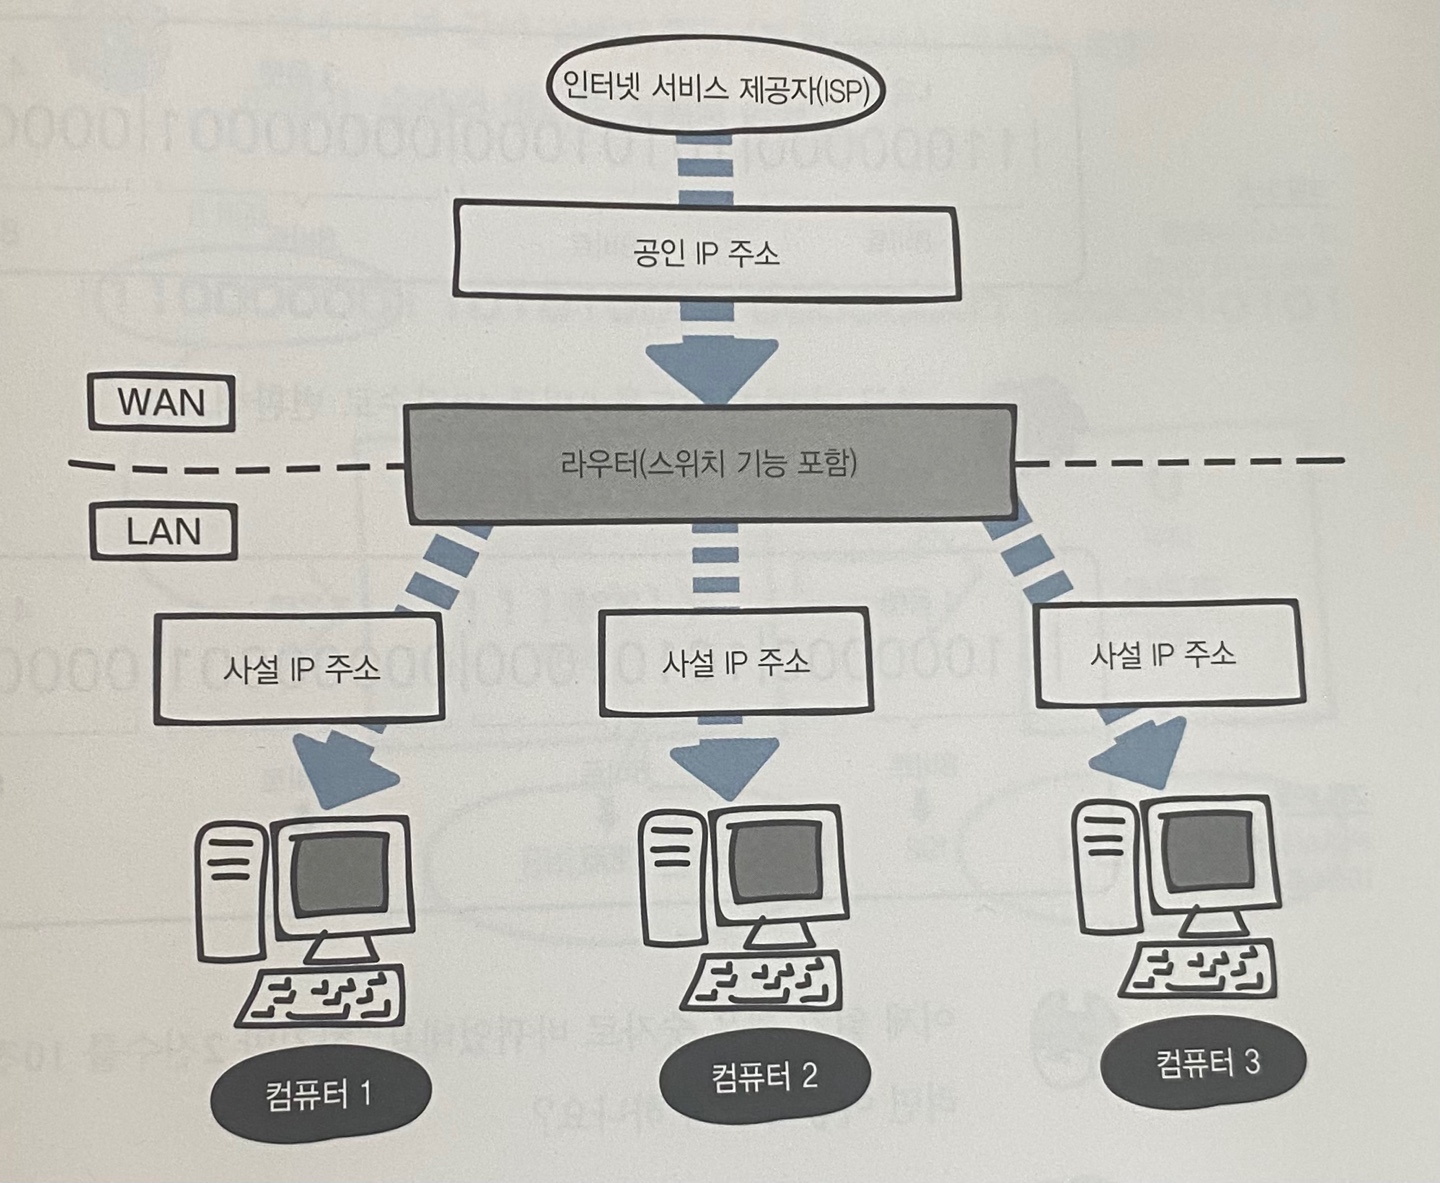 인터넷 서비스 제공자(ISP)
공인 IP 주소
WAN
라우터(스위치 기능 포함)
LAN
사설 IP 주소
사설 IP 주소
사설 IP 주소
컴퓨터 1
컴퓨터 2
컴퓨터 3